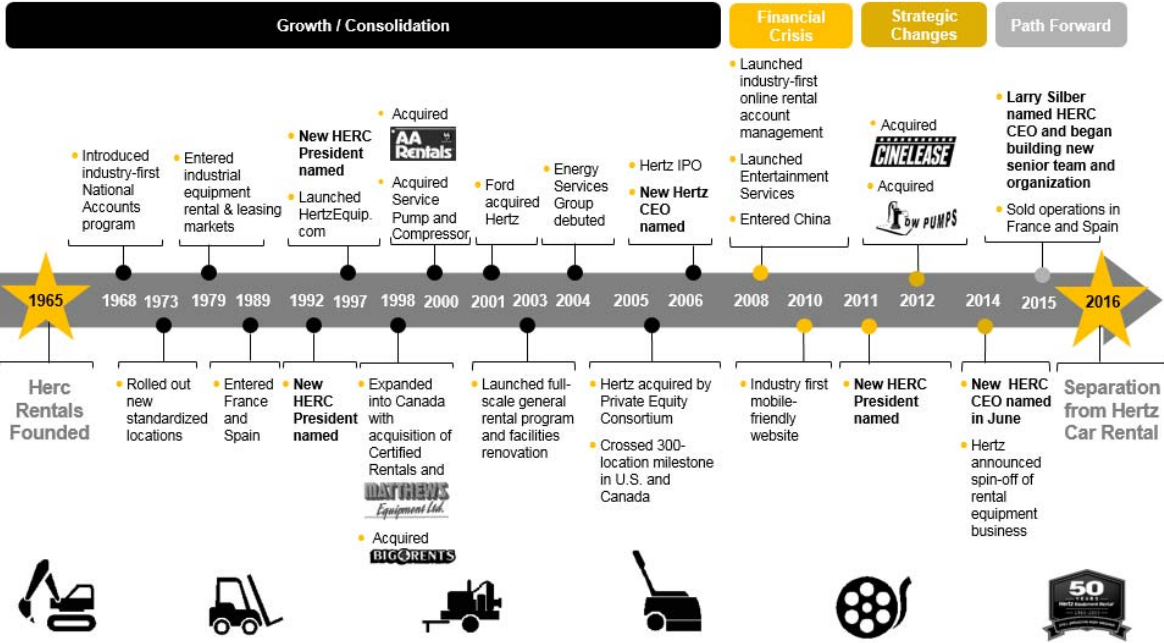 Growth / Consolidation
Financial
Crisis
Strategic
Changes
Path Forward
Introduced
industry-first
National
Accounts
program
Entered
industrial
equipment
rental & leasing
markets
New HERC
President
named
Launched
HertzEquip.
com
Acquired
AA
Rentals
Acquired
Service
Pump and
Compressor
Ford
acquired
Hertz
Energy
Services
Group
debuted
Hertz IPO
New Hertz
CEO
named
Launched
industry-first
online rental
account
management
Launched
Entertainment
Services
Entered China
Acquired
CINELEASE
Acquired
Tow PUMPS
Larry Silber
named HERC
CEO and began
building new
senior team and
organization
Sold operations in
France and Spain
1965
1968
1973
1979
1989
1992
1997
1998
2000
2001
2003
2004
2005
2006
2008
2010
2011
2012
2014
2015
2016
Herc
Rentals
Founded
Rolled out
new
standardized
locations
Entered
France
and
Spain
New
HERC
President
named
Expanded
into Canada
with
acquisition of
Certified
Rentals and
MATTHEWS
Equipment Ltd.
Acquired
BIG4RENTS
Launched full-
scale general
rental program
and facilities
renovation
Hertz acquired by
Private Equity
Consortium
Crossed 300-
location milestone
in U.S. and
Canada
Industry first
mobile-
friendly
website
New HERC
President
named
New HERC
CEO named
in June
Hertz
announced
spin-off of
rental
equipment
business
Separation
from Hertz
Car Rental
50
YEARS
Hertz Equipment Rental